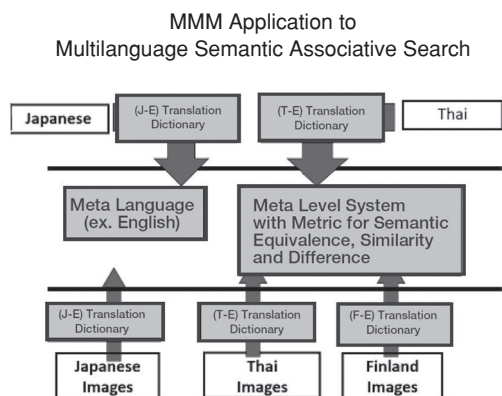 MMM Application to
Multilanguage Semantic Associative Search
Japanese
(J-E) Translation
Dictionary
(T-E) Translation
Dictionary
Thai
Meta Language
(ex. English)
Meta Level System
with Metric for Semantic
Equivalence, Similarity
and Difference
(J-E) Translation
Dictionary
(T-E) Translation
Dictionary
(F-E) Translation
Dictionary
Japanese
Images
Thai
Images
Finland
Images